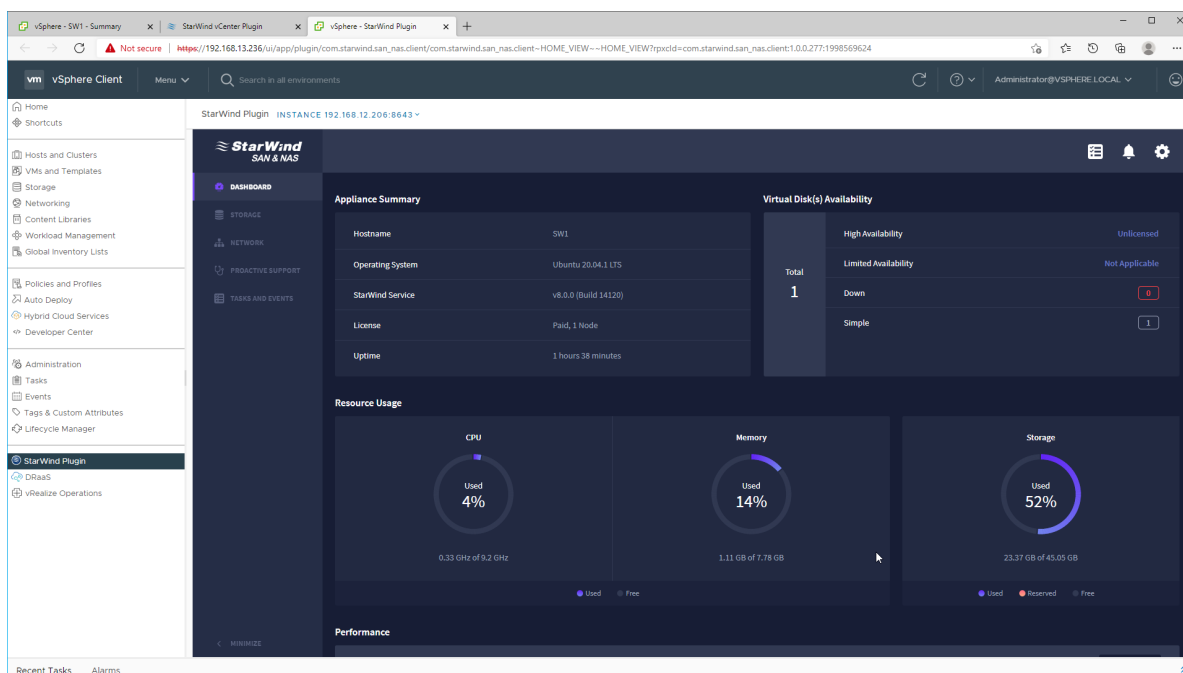 vSphere - SW1 - Summary
StarWind vCenter Plugin
vSphere - StarWind Plugin
Not secure
https://192.168.13.236/ui/app/plugin/com.starwind.san_nas.client/com.starwind.san_nas.client~HOME_VIEW~~HOME_VIEW?rpxcId=com.starwind.san_nas.client:1.0.0.277:1998569624
vm vSphere Client
Menu
Search in all environments
Administrator@VSPHERE.LOCAL
Home
Shortcuts
Hosts and Clusters
VMs and Templates
Storage
Networking
Content Libraries
Workload Management
Global Inventory Lists
Policies and Profiles
Auto Deploy
Hybrid Cloud Services
Developer Center
Administration
Tasks
Events
Tags & Custom Attributes
Lifecycle Manager
StarWind Plugin
DRaaS
vRealize Operations
StarWind Plugin INSTANCE 192.168.12.206:8643
StarWind
SAN & NAS
DASHBOARD
STORAGE
NETWORK
PROACTIVE SUPPORT
TASKS AND EVENTS
MINIMIZE
Appliance Summary
Hostname SW1
Operating System Ubuntu 20.04.1 LTS
StarWind Service v8.0.0 (Build 14120)
License Paid, 1 Node
Uptime 1 hours 38 minutes
Virtual Disk(s) Availability
Total
1
High Availability Unlicensed
Limited Availability Not Applicable
Down 0
Simple 1
Resource Usage
CPU
Used
4%
0.33 GHz of 9.2 GHz
Memory
Used
14%
1.11 GB of 7.78 GB
Used Free
Storage
Used
52%
23.37 GB of 45.05 GB
Used Reserved Free
Performance
Recent Tasks Alarms